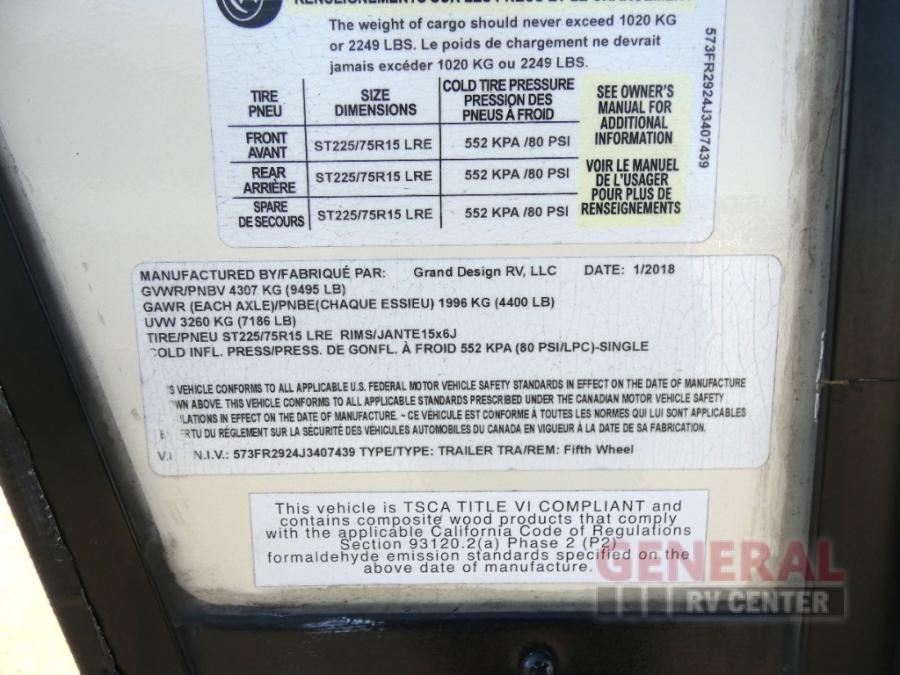 RENSEIGNEMENTS SUR LES PNEUS ET LE CHARGEMENT
The weight of cargo should never exceed 1020 KG
or 2249 LBS. Le poids de chargement ne devrait
jamais excéder 1020 KG ou 2249 LBS.
TIRE
PNEU
SIZE
DIMENSIONS
COLD TIRE PRESSURE
PRESSION DES
PNEUS À FROID
FRONT
AVANT
ST225/75R15 LRE
552 KPA /80 PSI
REAR
ARRIÈRE
ST225/75R15 LRE
552 KPA /80 PSI
SPARE
DE SECOURS
ST225/75R15 LRE
552 KPA /80 PSI
SEE OWNER'S
MANUAL FOR
ADDITIONAL
INFORMATION
VOIR LE MANUEL
DE L'USAGER
POUR PLUS DE
RENSEIGNEMENTS
573FR2924J3407439
MANUFACTURED BY/FABRIQUÉ PAR: Grand Design RV, LLC DATE: 1/2018
GVWR/PNBV 4307 KG (9495 LB)
GAWR (EACH AXLE)/PNBE(CHAQUE ESSIEU) 1996 KG (4400 LB)
UVW 3260 KG (7186 LB)
TIRE/PNEU ST225/75R15 LRE RIMS/JANTE15x6J
COLD INFL. PRESS/PRESS. DE GONFL. À FROID 552 KPA (80 PSI/LPC)-SINGLE
S VEHICLE CONFORMS TO ALL APPLICABLE U.S. FEDERAL MOTOR VEHICLE SAFETY STANDARDS IN EFFECT ON THE DATE OF MANUFACTURE
WN ABOVE. THIS VEHICLE CONFORMS TO ALL APPLICABLE STANDARDS PRESCRIBED UNDER THE CANADIAN MOTOR VEHICLE SAFETY
ULATIONS IN EFFECT ON THE DATE OF MANUFACTURE. - CE VÉHICULE EST CONFORME À TOUTES LES NORMES QUI LUI SONT APPLICABLES
ERTU DU RÉGLEMENT SUR LA SÉCURITÉ DES VÉHICULES AUTOMOBILES DU CANADA EN VIGUEUR À LA DATE DE SA FABRICATION.
V.I N.I.V.: 573FR2924J3407439 TYPE/TYPE: TRAILER TRA/REM: Fifth Wheel
This vehicle is TSCA TITLE VI COMPLIANT and
contains composite wood products that comply
with the applicable California Code of Regulations
Section 93120.2(a) Phase 2 (P2)
formaldehyde emission standards specified on the
above date of manufacture.
GENERAL
RV CENTER